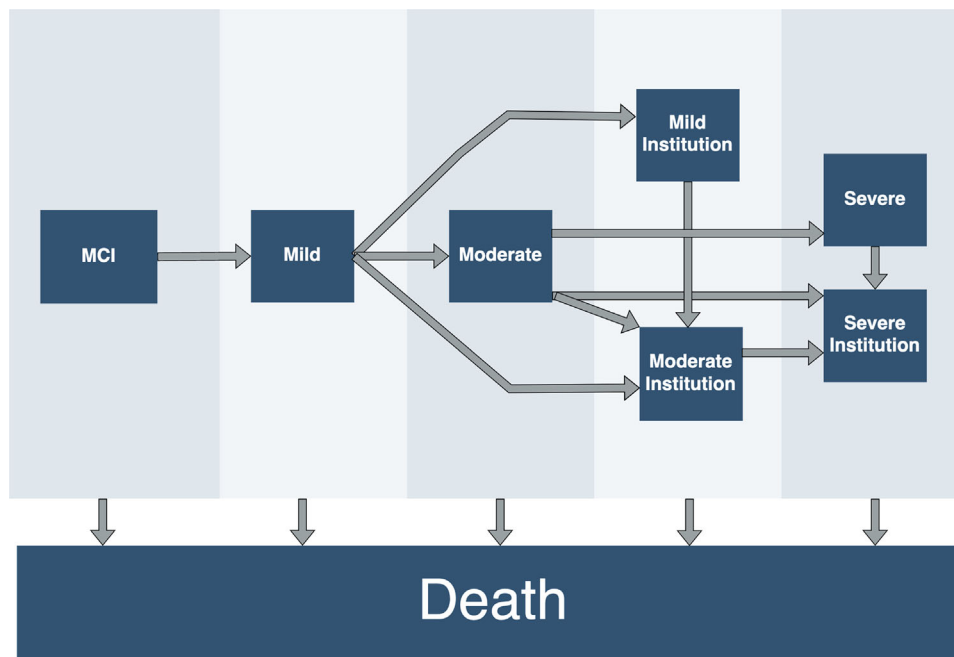 MCI
Mild
Moderate
Mild
Institution
Moderate
Institution
Severe
Severe
Institution
Death